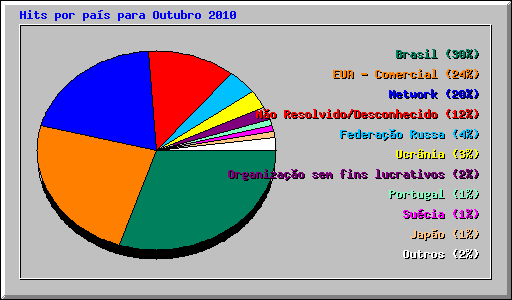 Hits por país para Outubro 2010
Brasil (30%)
EUA - Comercial (24%)
Network (20%)
Não Resolvido/Desconhecido (12%)
Federação Russa (4%)
Ucrânia (3%)
Organização sem fins lucrativos (2%)
Portugal (1%)
Suécia (1%)
Japão (1%)
Outros (2%)